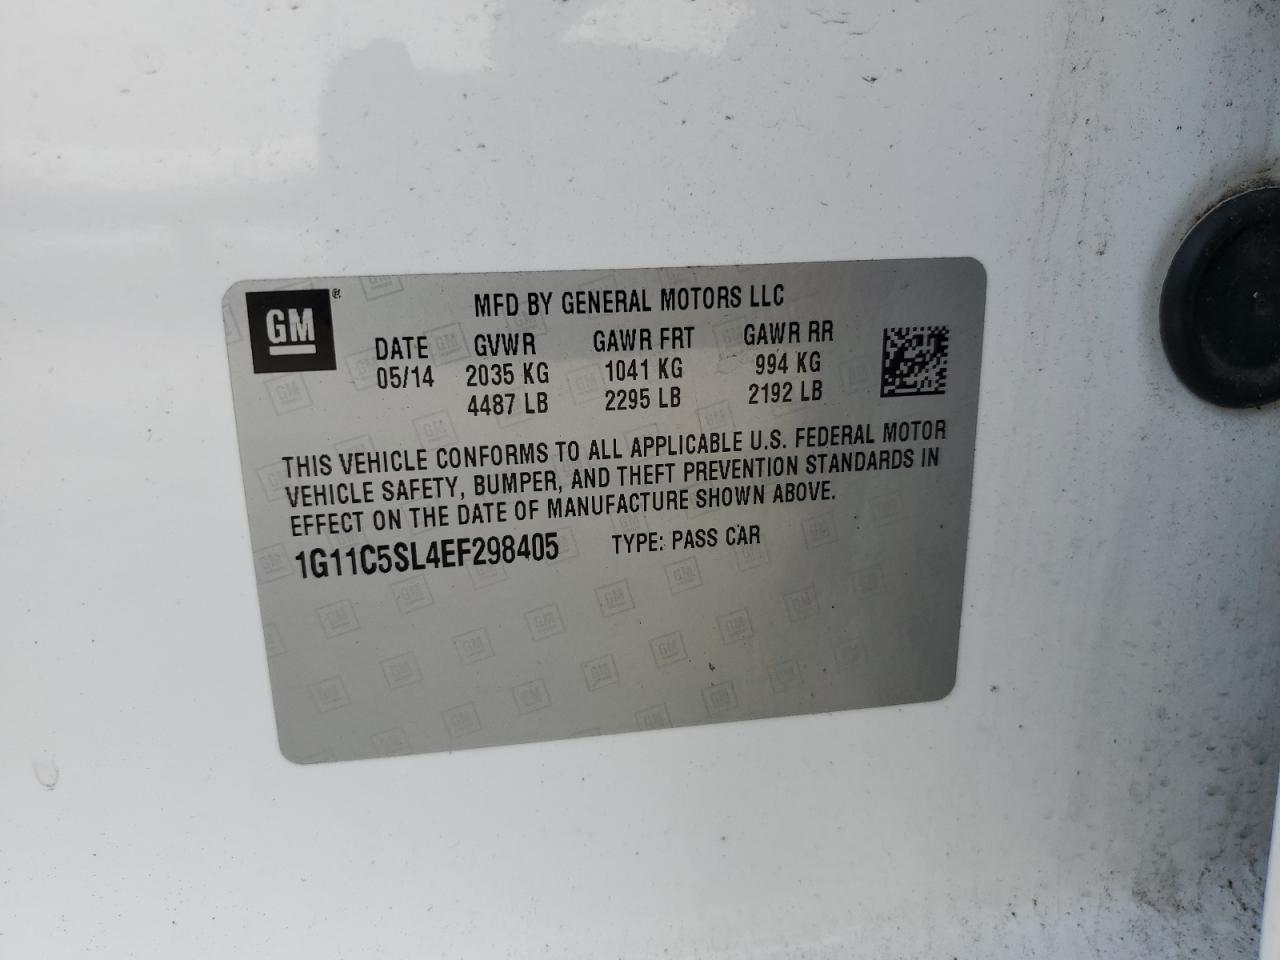 GM®
MFD BY GENERAL MOTORS LLC
DATE GVWR GAWR FRT GAWR RR
05/14 2035 KG 1041 KG 994 KG
4487 LB 2295 LB 2192 LB
THIS VEHICLE CONFORMS TO ALL APPLICABLE U.S. FEDERAL MOTOR
VEHICLE SAFETY, BUMPER, AND THEFT PREVENTION STANDARDS IN
EFFECT ON THE DATE OF MANUFACTURE SHOWN ABOVE.
1G11C5SL4EF298405 TYPE: PASS CAR